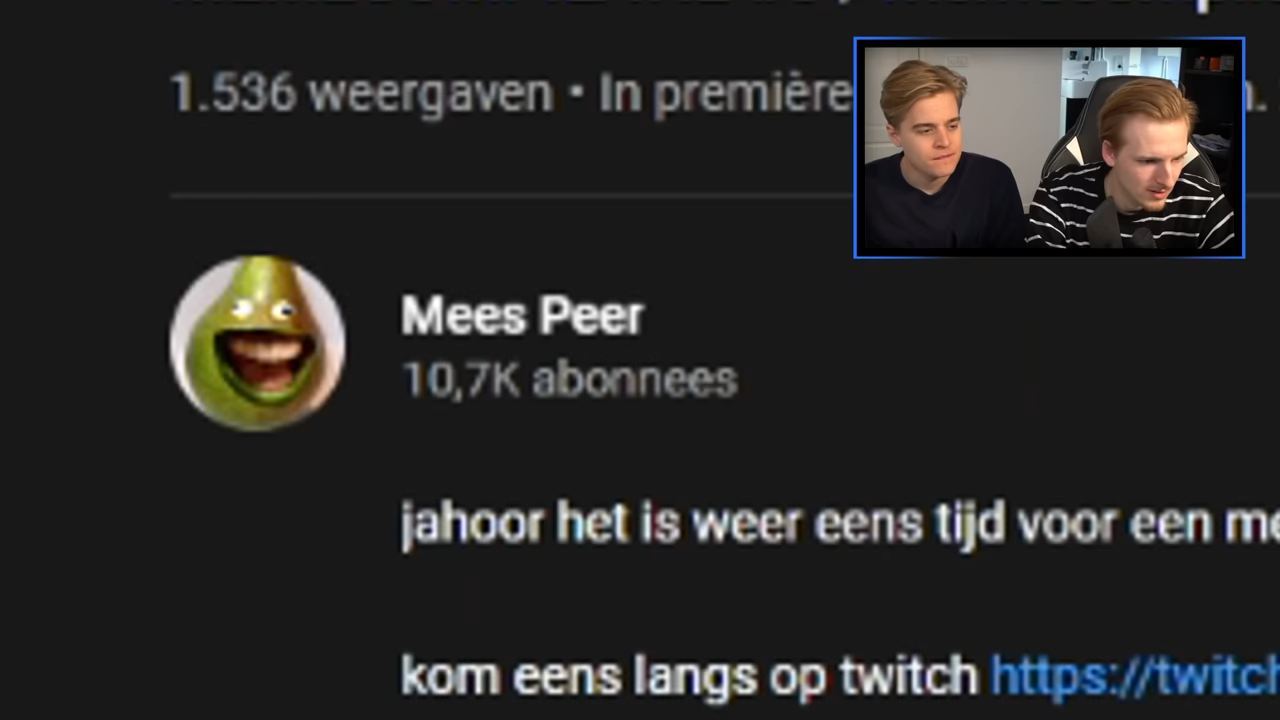 1.536 weergaven • In première
Mees Peer
10,7K abonnees
jahoor het is weer eens tijd voor een
kom eens langs op twitch https://twitch